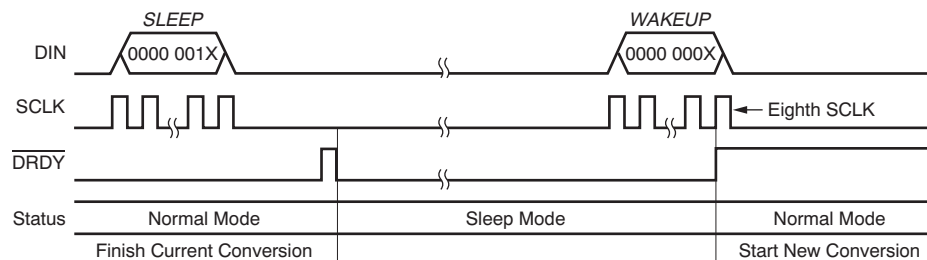 SLEEP
WAKEUP
DIN
0000 001X
0000 000X
SCLK
Eighth SCLK
DRDY
Status
Normal Mode
Sleep Mode
Normal Mode
Finish Current Conversion
Start New Conversion